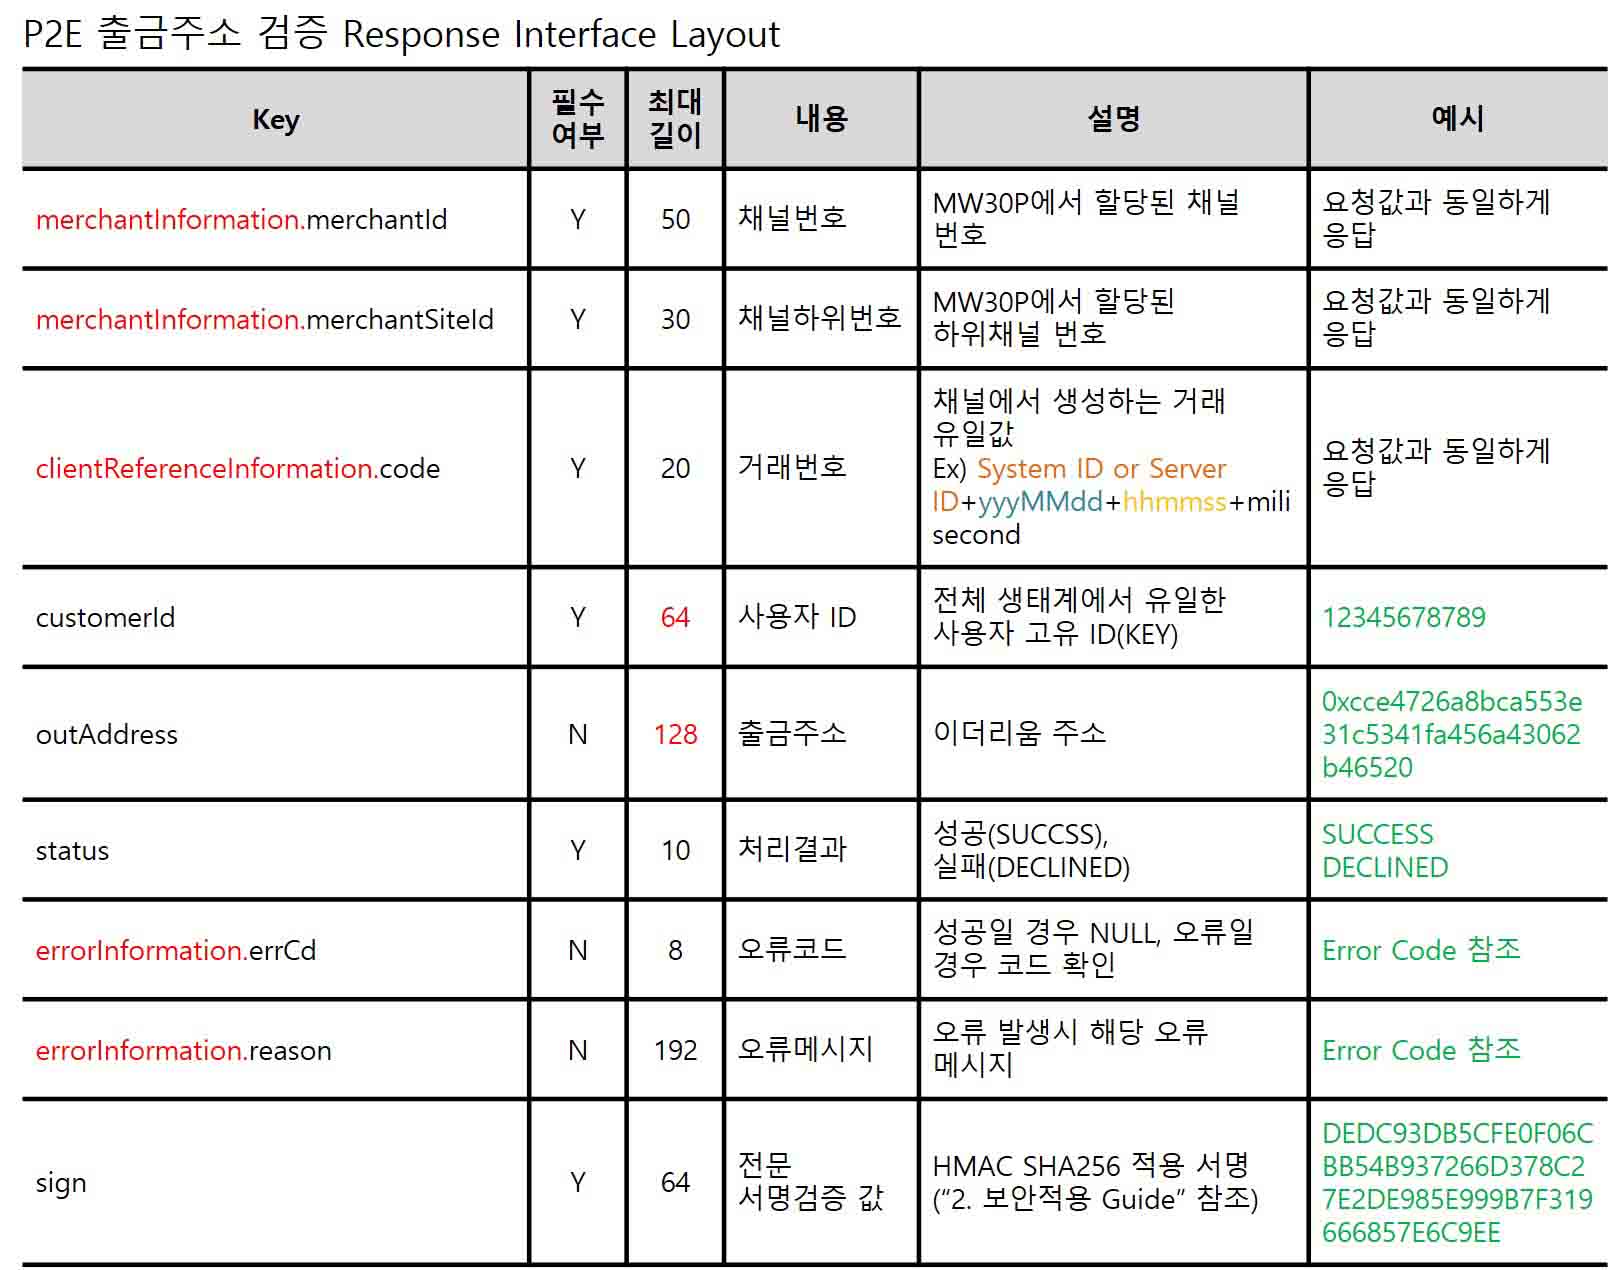 P2E 출금주소 검증 Response Interface Layout
Key
필수
여부
최대
길이
내용
설명
예시
merchantInformation.merchantId
Y
50
채널번호
MW30P에서 할당된 채널
번호
요청값과 동일하게
응답
merchantInformation.merchantSiteId
Y
30
채널하위번호
MW30P에서 할당된
하위채널 번호
요청값과 동일하게
응답
clientReferenceInformation.code
Y
20
거래번호
채널에서 생성하는 거래
유일값
Ex) System ID or Server
ID+yyyMMdd+hhmmss+mili
second
요청값과 동일하게
응답
customerId
Y
64
사용자 ID
전체 생태계에서 유일한
사용자 고유 ID(KEY)
12345678789
outAddress
N
128
출금주소
이더리움 주소
0xcce4726a8bca553e
31c5341fa456a43062
b46520
status
Y
10
처리결과
성공(SUCCSS),
실패(DECLINED)
SUCCESS
DECLINED
errorInformation.errCd
N
8
오류코드
성공일 경우 NULL, 오류일
경우 코드 확인
Error Code 참조
errorInformation.reason
N
192
오류메시지
오류 발생시 해당 오류
메시지
Error Code 참조
sign
Y
64
전문
서명검증 값
HMAC SHA256 적용 서명
(“2. 보안적용 Guide” 참조)
DEDC93DB5CFE0F06C
BB54B937266D378C2
7E2DE985E999B7F319
666857E6C9EE